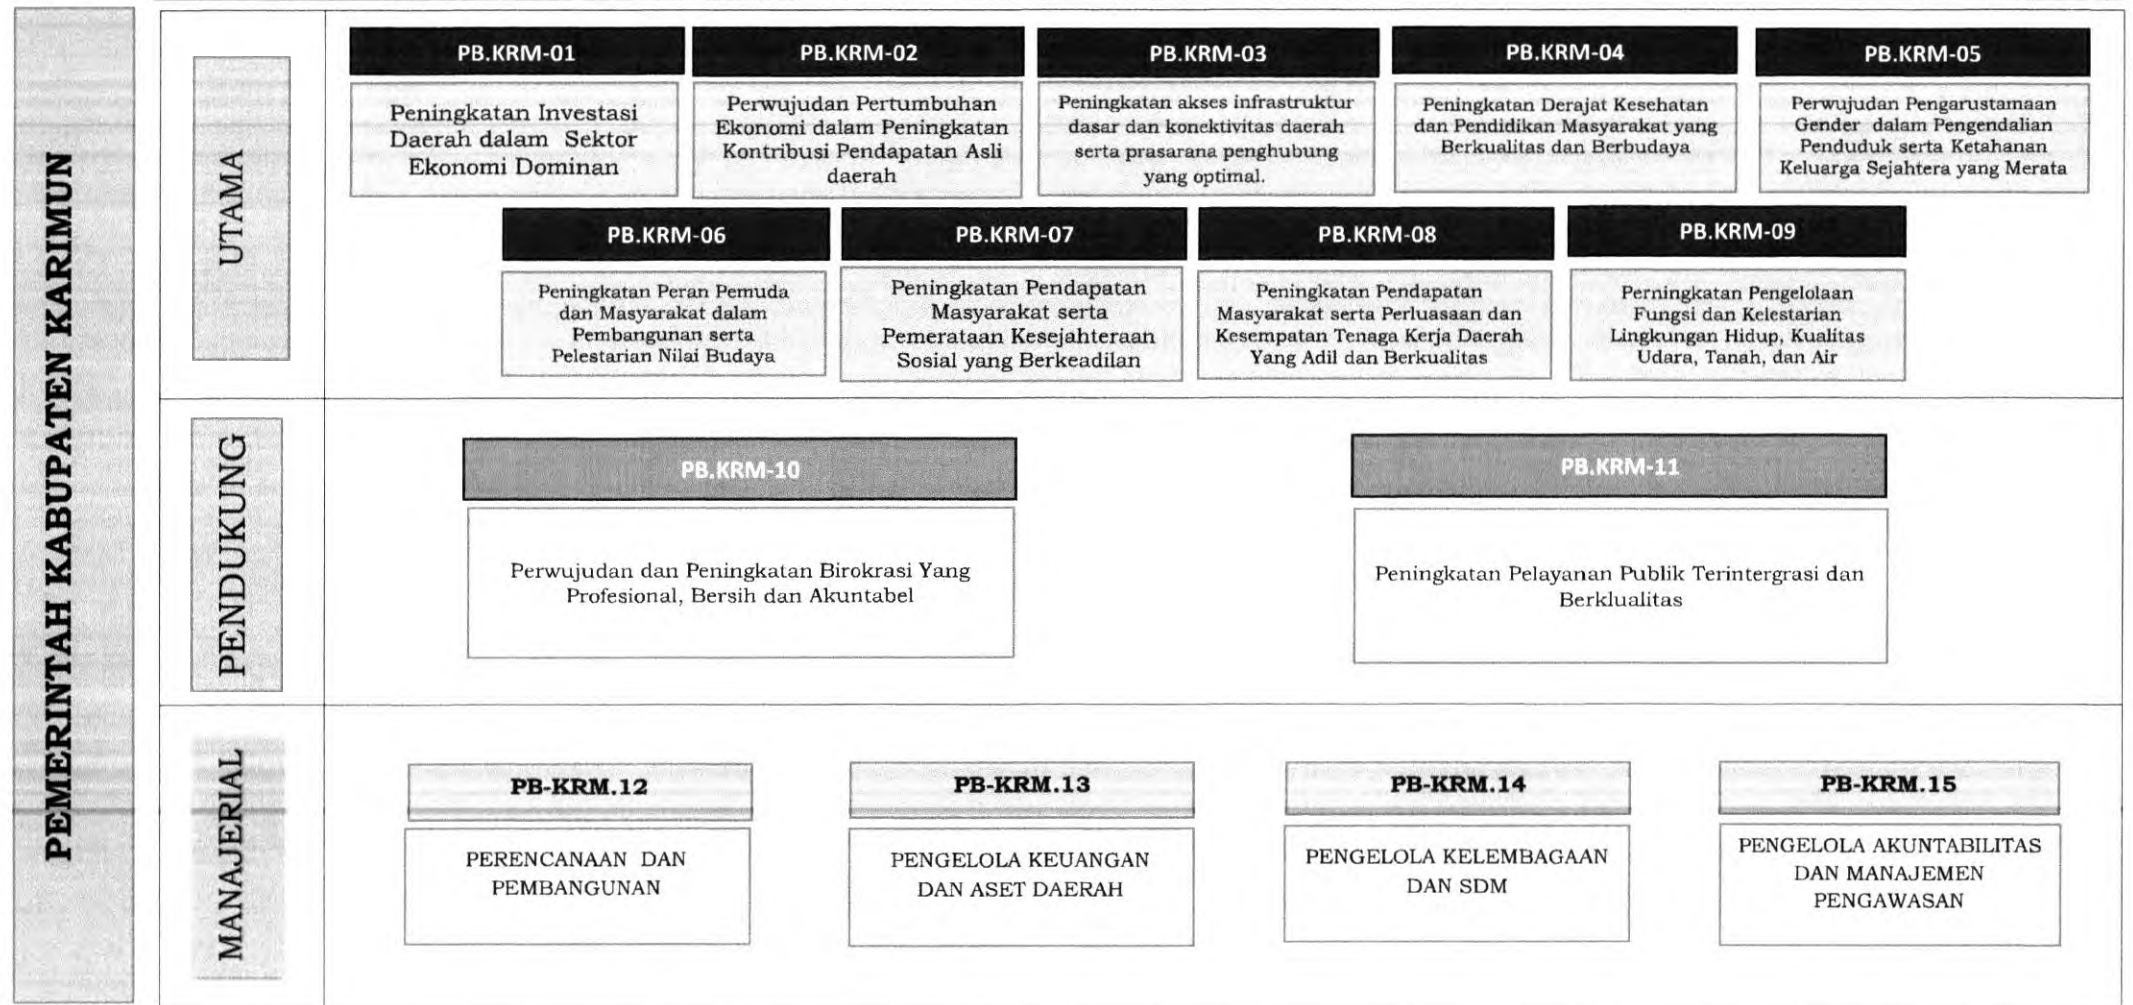 PEMERINTAH KABUPATEN KARIMUN
UTAMA
PB.KRM-01
Peningkatan Investasi
Daerah dalam Sektor
Ekonomi Dominan
PB.KRM-02
Perwujudan Pertumbuhan
Ekonomi dalam Peningkatan
Kontribusi Pendapatan Asli
daerah
PB.KRM-03
Peningkatan akses infrastruktur
dasar dan konektivitas daerah
serta prasarana penghubung
yang optimal.
PB.KRM-04
Peningkatan Derajat Kesehatan
dan Pendidikan Masyarakat yang
Berkualitas dan Berbudaya
PB.KRM-05
Perwujudan Pengarustamaan
Gender dalam Pengendalian
Penduduk serta Ketahanan
Keluarga Sejahtera yang Merata
PB.KRM-06
Peningkatan Peran Pemuda
dan Masyarakat dalam
Pembangunan serta
Pelestarian Nilai Budaya
PB.KRM-07
Peningkatan Pendapatan
Masyarakat serta
Pemerataan Kesejahteraan
Sosial yang Berkeadilan
PB.KRM-08
Peningkatan Pendapatan
Masyarakat serta Perluasaan dan
Kesempatan Tenaga Kerja Daerah
Yang Adil dan Berkualitas
PB.KRM-09
Perningkatan Pengelolaan
Fungsi dan Kelestarian
Lingkungan Hidup, Kualitas
Udara, Tanah, dan Air
PENDUKUNG
PB.KRM-10
Perwujudan dan Peningkatan Birokrasi Yang
Profesional, Bersih dan Akuntabel
PB.KRM-11
Peningkatan Pelayanan Publik Terintergrasi dan
Berklualitas
MANAJERIAL
PB-KRM.12
PERENCANAAN DAN
PEMBANGUNAN
PB-KRM.13
PENGELOLA KEUANGAN
DAN ASET DAERAH
PB-KRM.14
PENGELOLA KELEMBAGAAN
DAN SDM
PB-KRM.15
PENGELOLA AKUNTABILITAS
DAN MANAJEMEN
PENGAWASAN